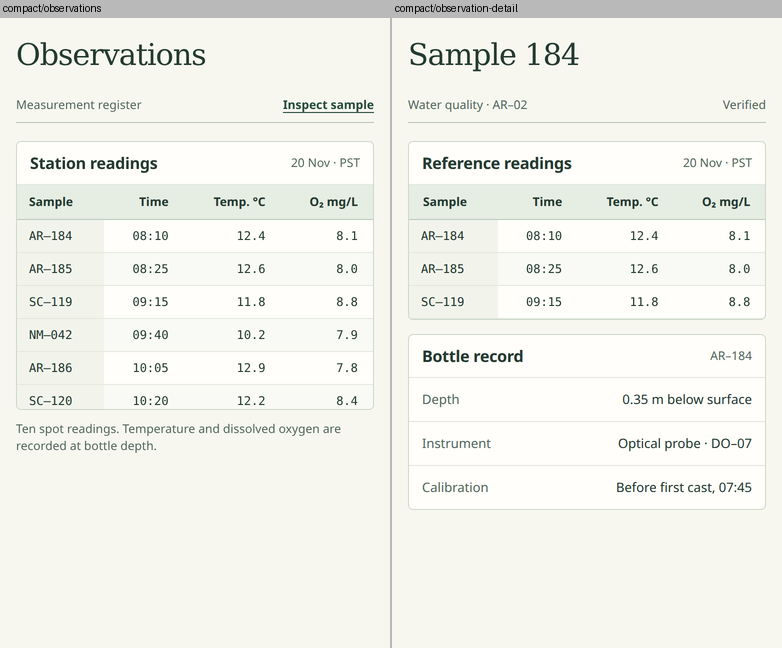 compact/observations
Observations
Measurement register Inspect sample
Station readings 20 Nov · PST
Sample Time Temp. °C O₂ mg/L
AR–184 08:10 12.4 8.1
AR–185 08:25 12.6 8.0
SC–119 09:15 11.8 8.8
NM–042 09:40 10.2 7.9
AR–186 10:05 12.9 7.8
SC–120 10:20 12.2 8.4
Ten spot readings. Temperature and dissolved oxygen are
recorded at bottle depth.
compact/observation-detail
Sample 184
Water quality · AR–02 Verified
Reference readings 20 Nov · PST
Sample Time Temp. °C O₂ mg/L
AR–184 08:10 12.4 8.1
AR–185 08:25 12.6 8.0
SC–119 09:15 11.8 8.8
Bottle record AR–184
Depth 0.35 m below surface
Instrument Optical probe · DO–07
Calibration Before first cast, 07:45